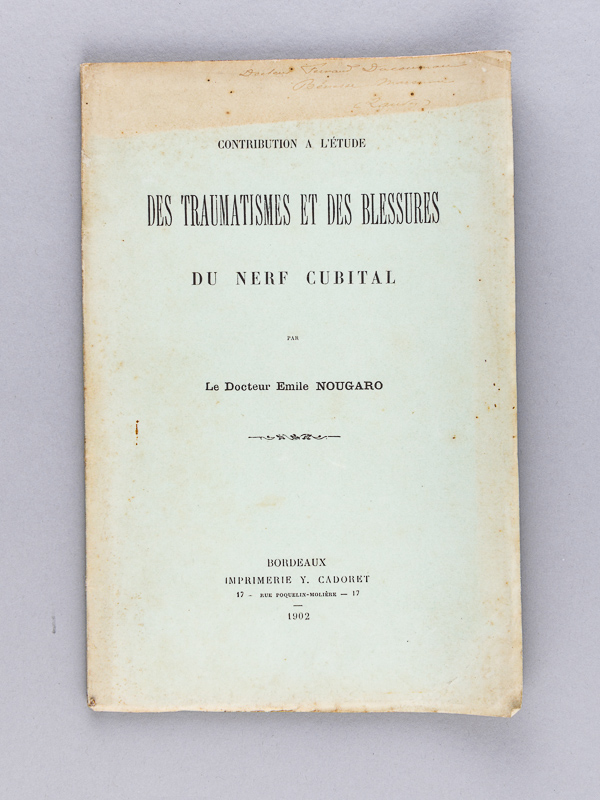 Docteur
CONTRIBUTION A L'ÉTUDE
DES TRAUMATISMES ET DES BLESSURES
DU NERF CUBITAL
PAR
Le Docteur Emile NOUGARO
BORDEAUX
IMPRIMERIE Y. CADORET
17 – RUE POQUELIN-MOLIÈRE — 17
1902